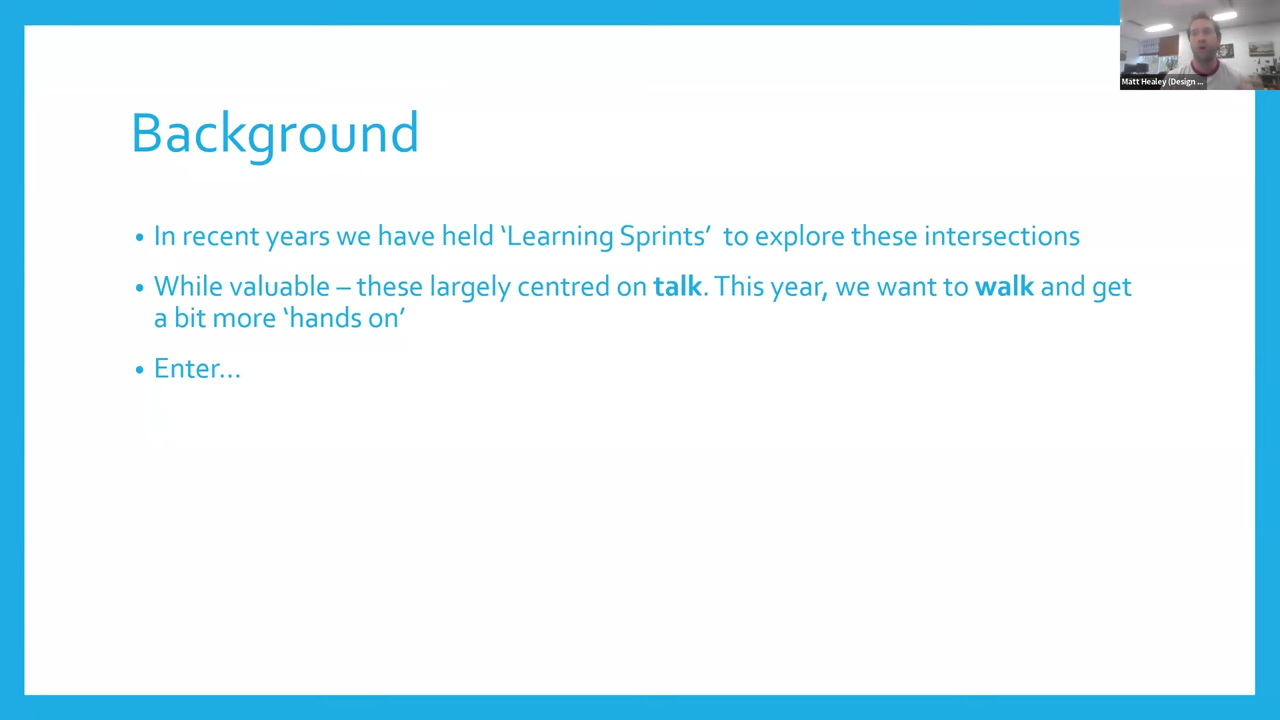 Matt Healey (Design ...
Background
• In recent years we have held ‘Learning Sprints’  to explore these intersections
• While valuable – these largely centred on talk. This year, we want to walk and get
a bit more ‘hands on’
• Enter...